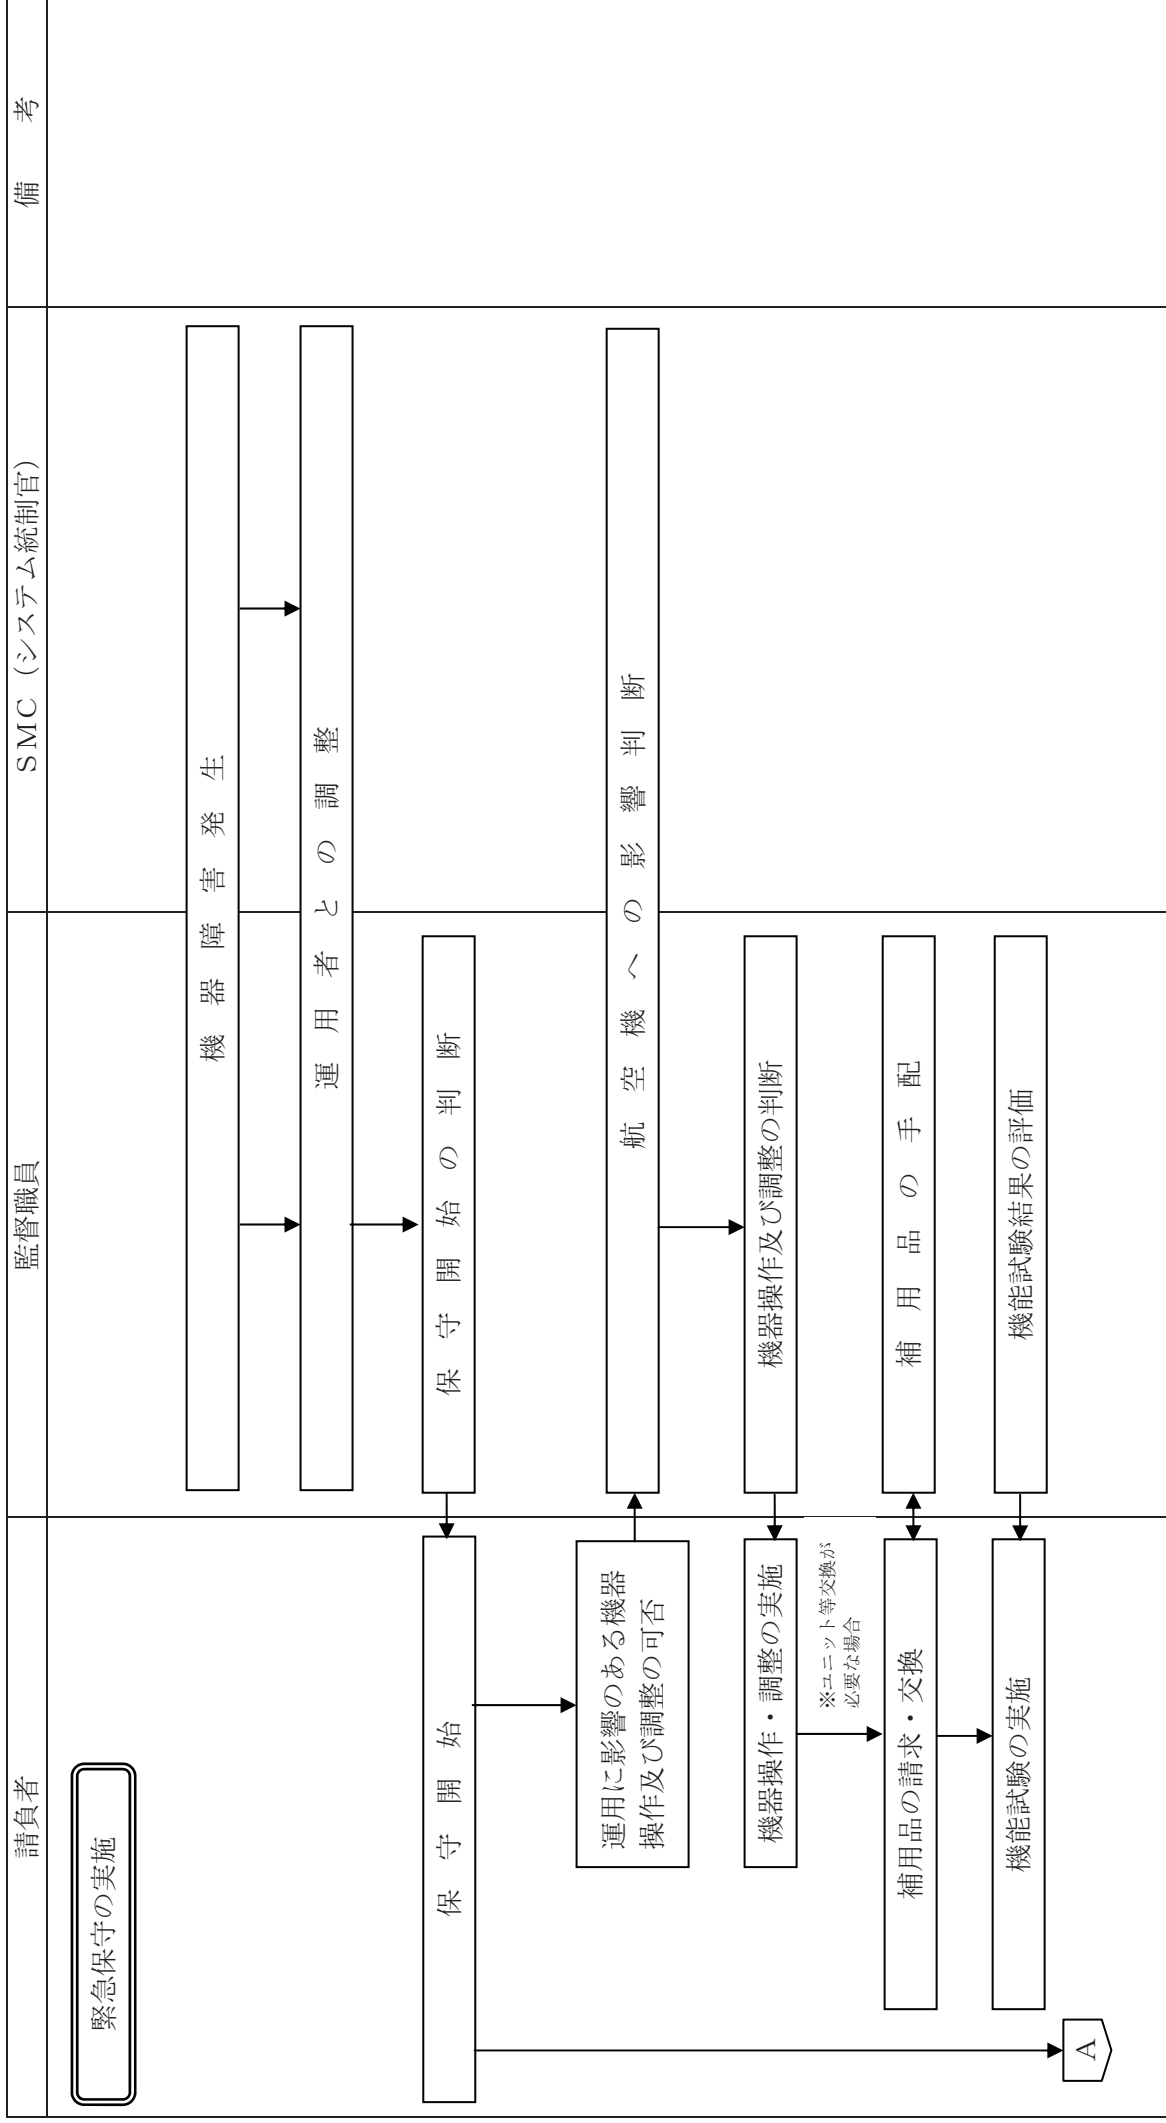 請負者
監督職員
SMC（システム統制官）
備考
緊急保守の実施
機器障害発生
運用者との調整
保守開始の判断
保守開始
運用に影響のある機器
操作及び調整の可否
航空機への影響判断
機器操作及び調整の判断
機器操作・調整の実施
※ユニット等交換が
必要な場合
補用品の手配
補用品の請求・交換
機能試験結果の評価
機能試験の実施
A